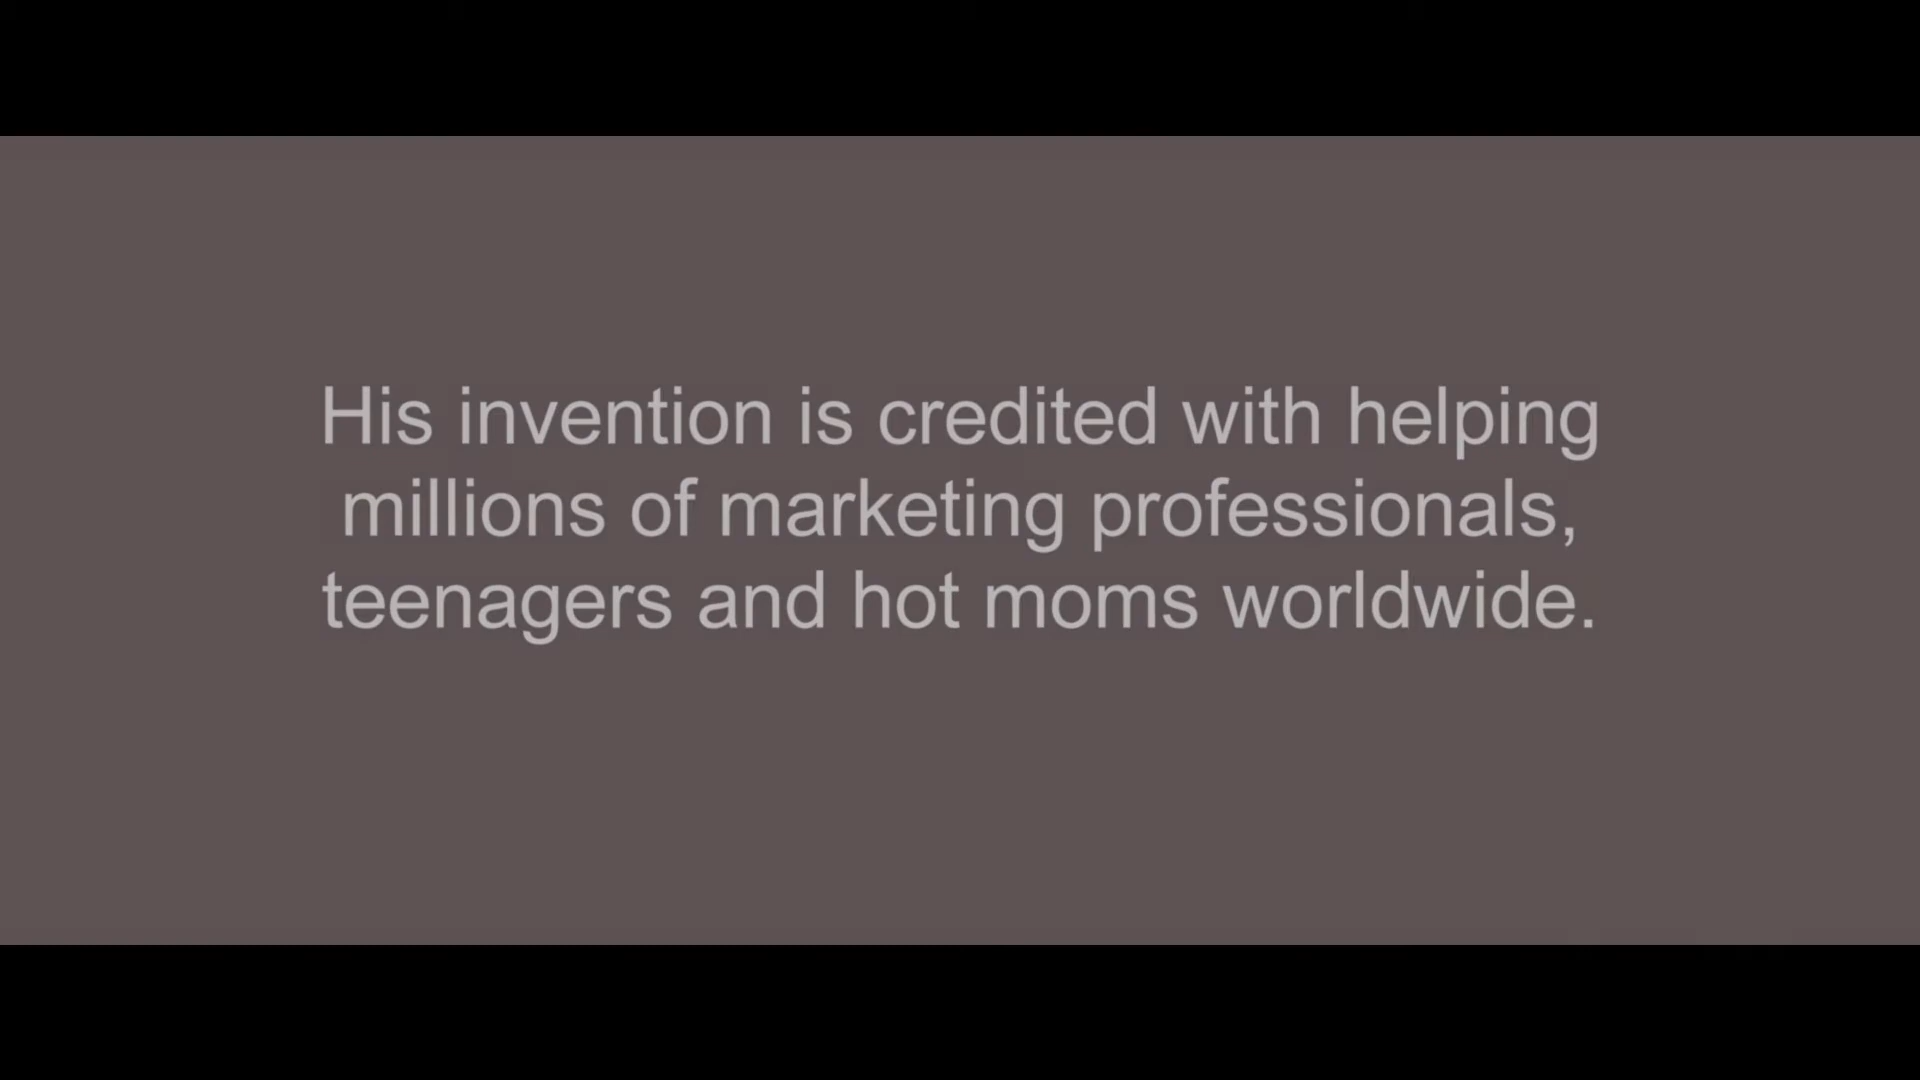 His invention is credited with helping
millions of marketing professionals,
teenagers and hot moms worldwide.